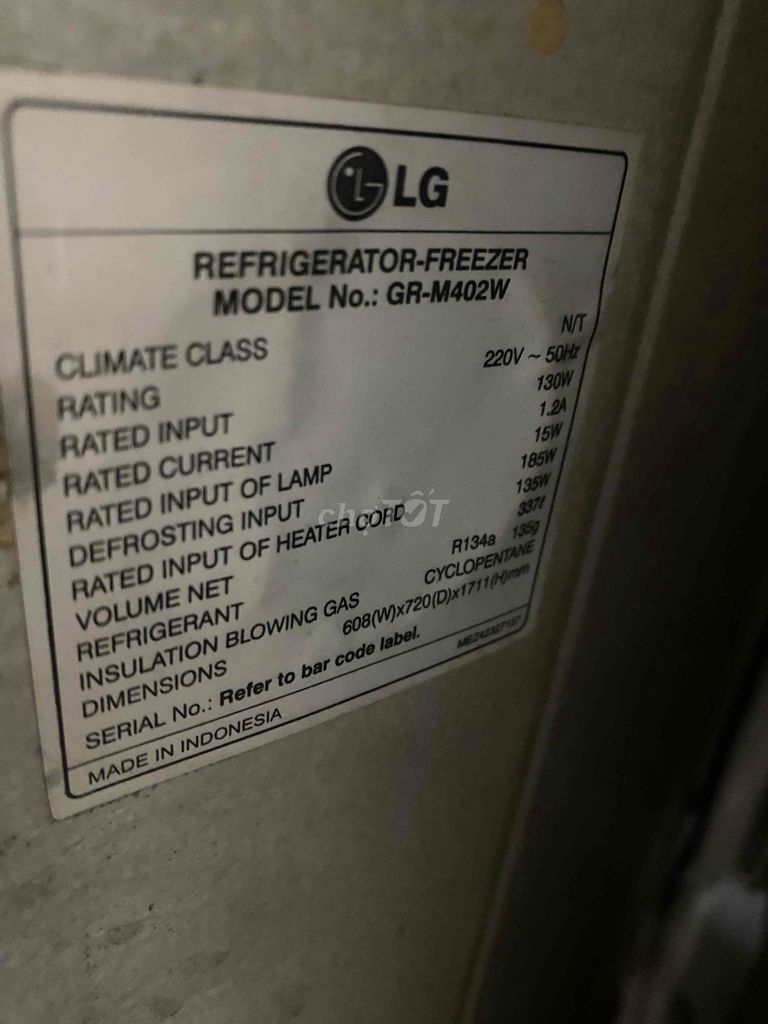 LG
REFRIGERATOR-FREEZER
MODEL No.: GR-M402W
CLIMATE CLASS N/T
RATING 220V ~ 50Hz
RATED INPUT 130W
RATED CURRENT 1.2A
RATED INPUT OF LAMP 15W
DEFROSTING INPUT 185W
RATED INPUT OF HEATER CORD 135W
VOLUME NET 337ℓ
REFRIGERANT R134a 135g
INSULATION BLOWING GAS CYCLOPENTANE
DIMENSIONS 608(W)x720(D)x1711(H)mm
SERIAL No.: Refer to bar code label.
MADE IN INDONESIA
chợTỐT